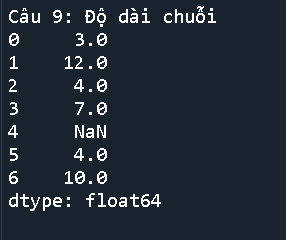 Câu 9: Độ dài chuỗi
0     3.0
1    12.0
2     4.0
3     7.0
4     NaN
5     4.0
6    10.0
dtype: float64